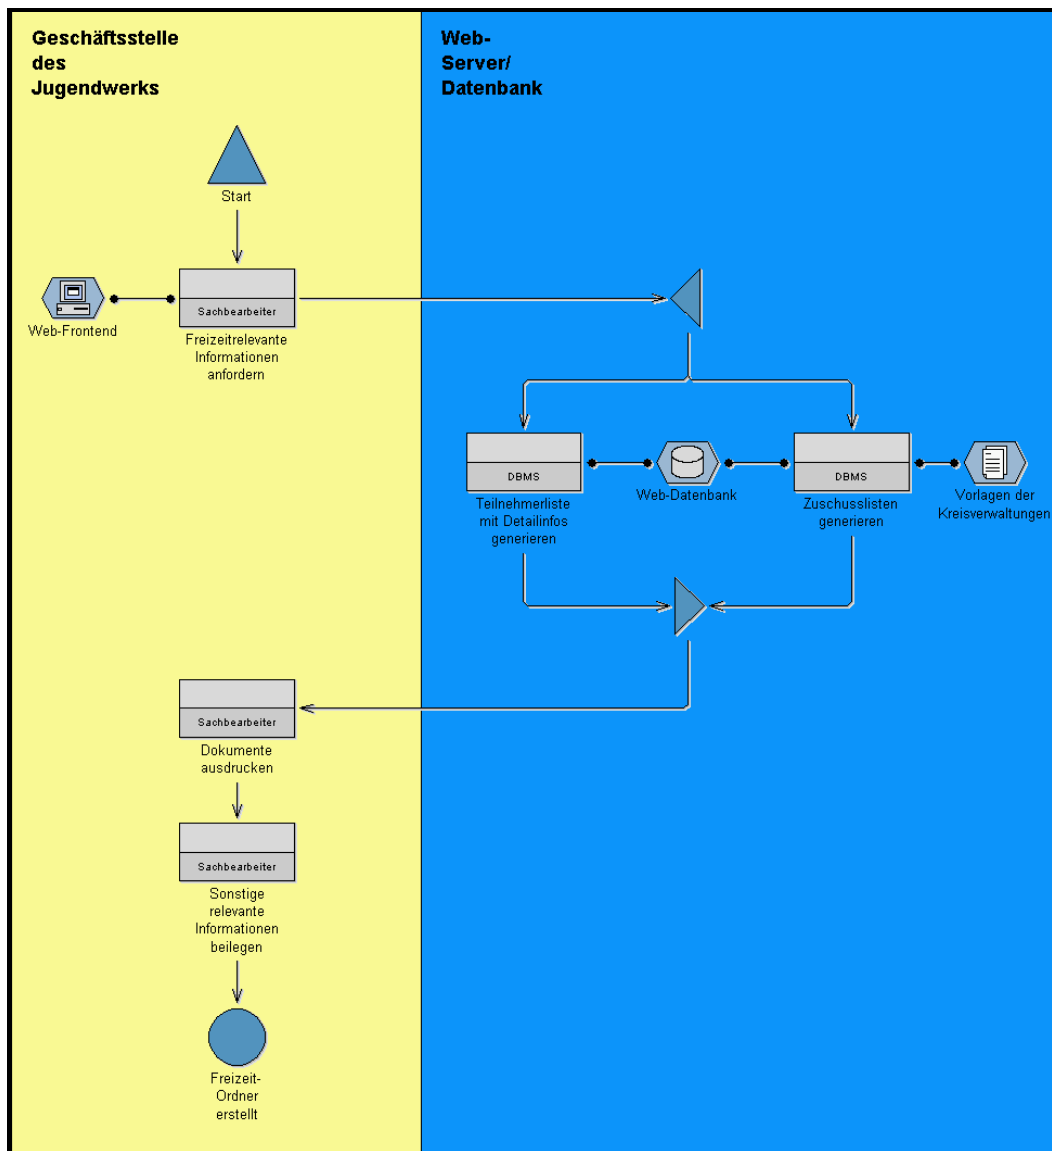 Geschäftsstelle
des
Jugendwerks
Web-
Server/
Datenbank
Start
Web-Frontend
Sachbearbeiter
Freizeitrelevante
Informationen
anfordern
DBMS
Teilnehmerliste
mit Detailinfos
generieren
Web-Datenbank
DBMS
Zuschusslisten
generieren
Vorlagen der
Kreisverwaltungen
Sachbearbeiter
Dokumente
ausdrucken
Sachbearbeiter
Sonstige
relevante
Informationen
beilegen
Freizeit-
Ordner
erstellt